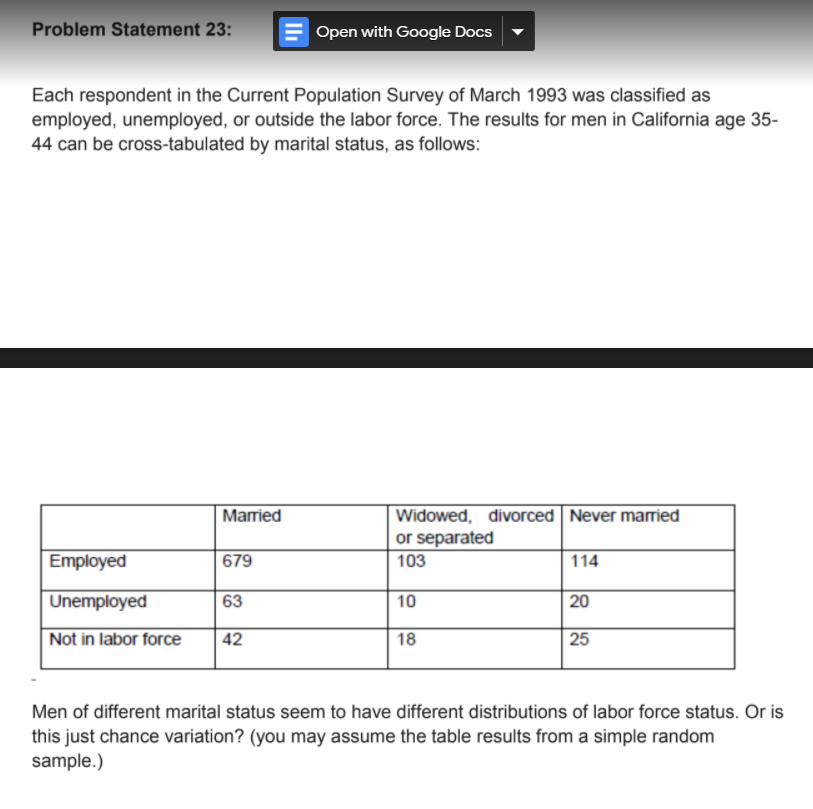 Problem Statement 23:
Open with Google Docs
Each respondent in the Current Population Survey of March 1993 was classified as
employed, unemployed, or outside the labor force. The results for men in California age 35-
44 can be cross-tabulated by marital status, as follows:
Married
Widowed, divorced
or separated
Never married
Employed 679 103 114
Unemployed 63 10 20
Not in labor force 42 18 25
Men of different marital status seem to have different distributions of labor force status. Or is
this just chance variation? (you may assume the table results from a simple random
sample.)